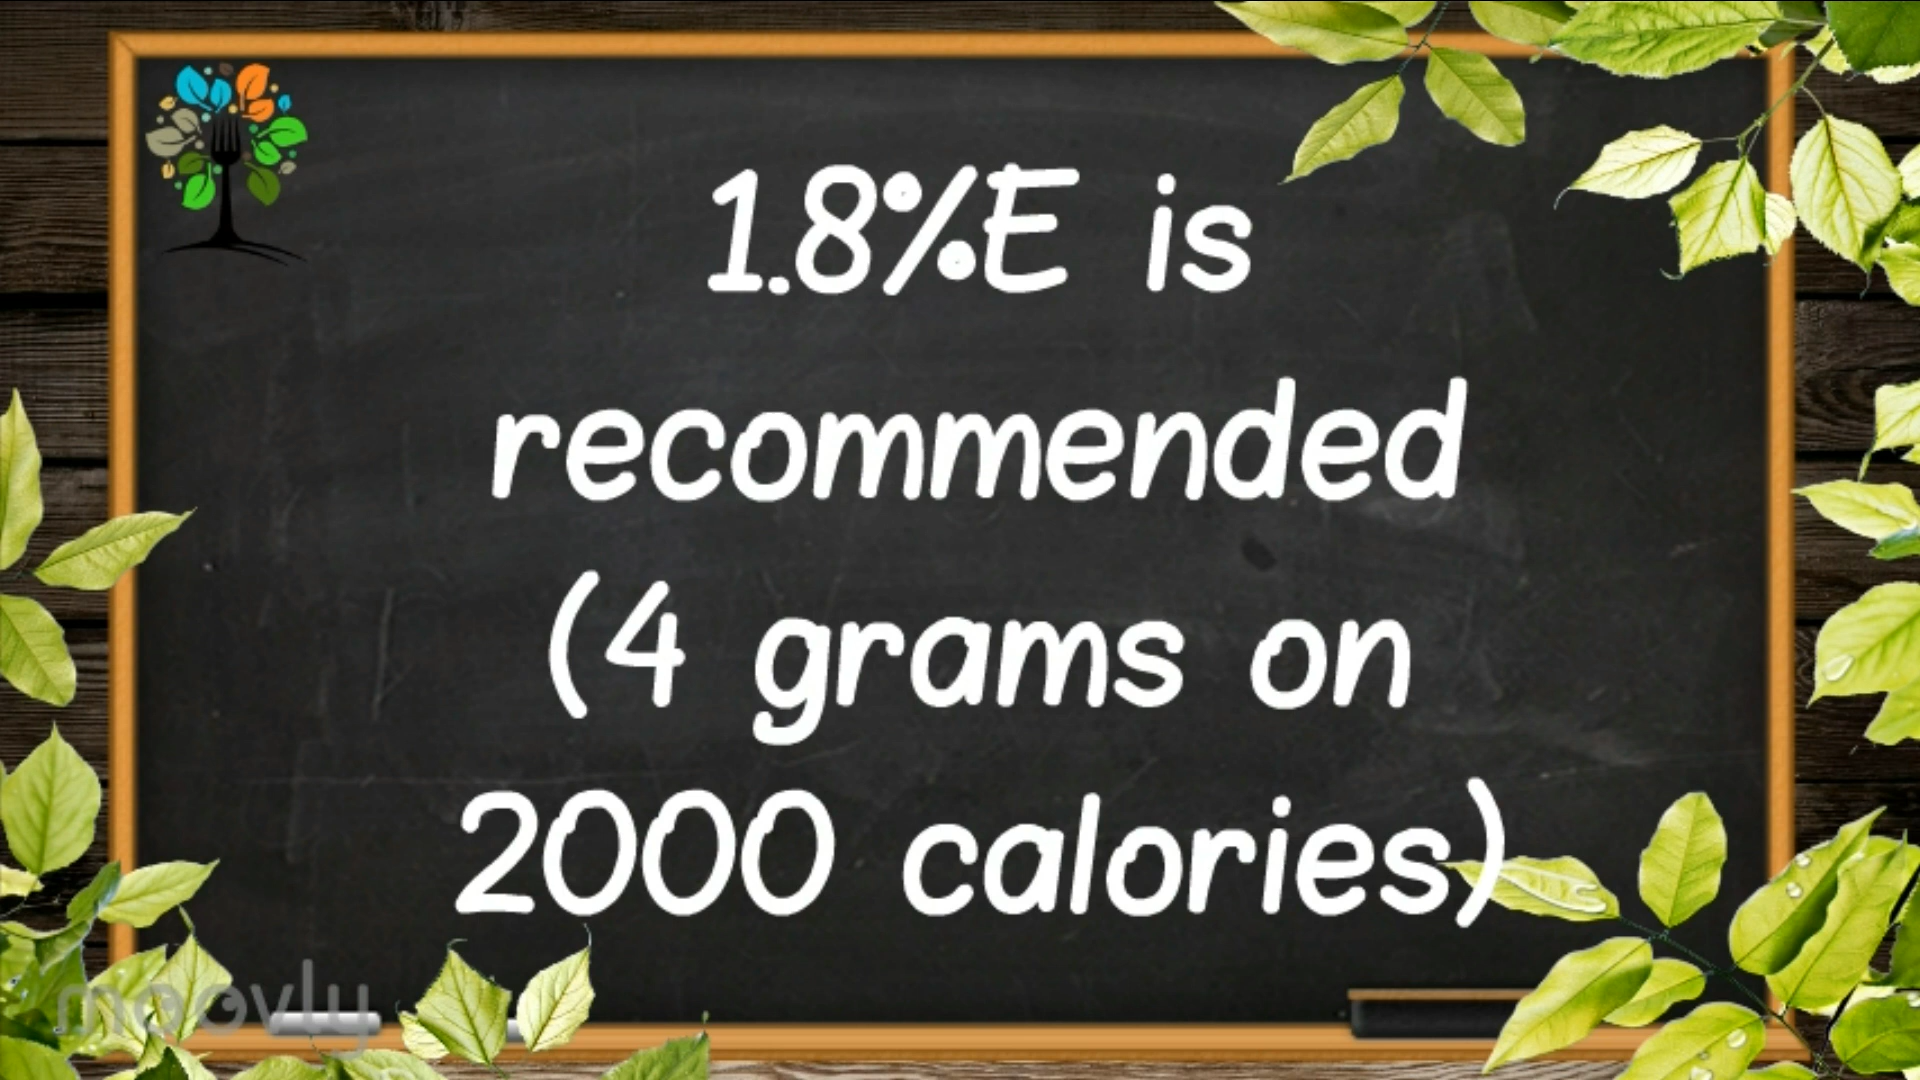 1.8%E is
recommended
(4 grams on
2000 calories)
moovly